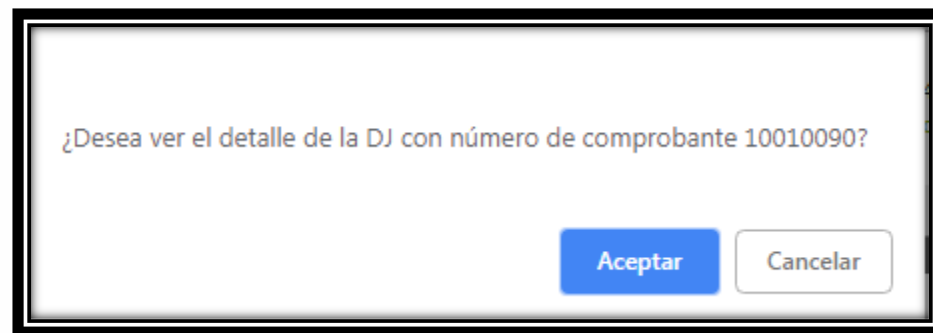 ¿Desea ver el detalle de la DJ con número de comprobante 10010090?
Aceptar Cancelar